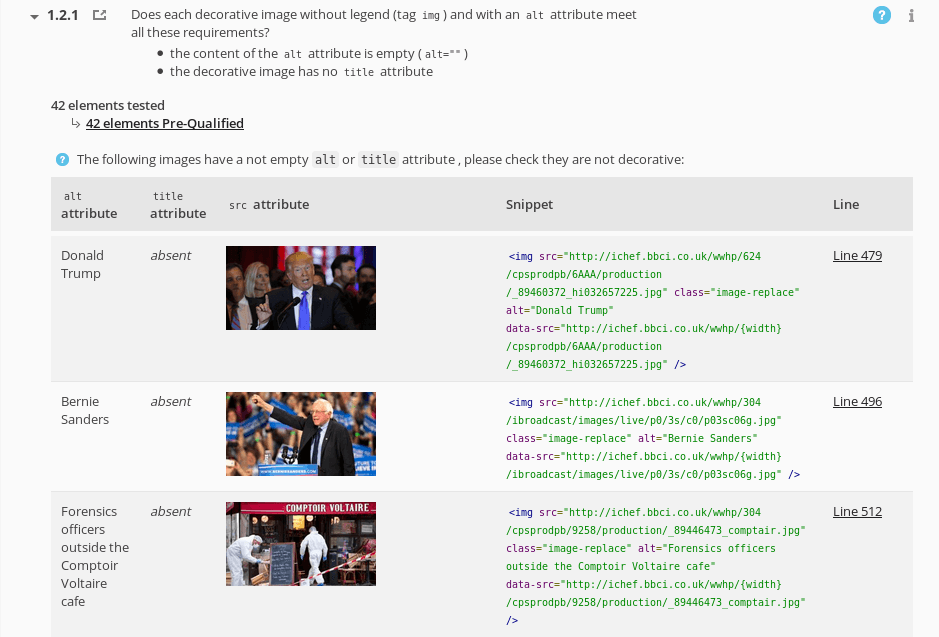 1.2.1 Does each decorative image without legend (tag img ) and with an alt attribute meet
all these requirements?
? i
• the content of the alt attribute is empty ( alt="" )
• the decorative image has no title attribute
42 elements tested
↳ 42 elements Pre-Qualified
? The following images have a not empty alt or title attribute , please check they are not decorative:
alt
attribute
title
attribute
src attribute
Snippet
Line
Donald
Trump
absent
<img src="http://ichef.bbci.co.uk/wwhp/624
/cpsprodpb/6AAA/production
/_89460372_hi032657225.jpg" class="image-replace"
alt="Donald Trump"
data-src="http://ichef.bbci.co.uk/wwhp/{width}
/cpsprodpb/6AAA/production
/_89460372_hi032657225.jpg" />
Line 479
Bernie
Sanders
absent
<img src="http://ichef.bbci.co.uk/wwhp/304
/ibroadcast/images/live/p0/3s/c0/p03sc06g.jpg"
class="image-replace" alt="Bernie Sanders"
data-src="http://ichef.bbci.co.uk/wwhp/{width}
/ibroadcast/images/live/p0/3s/c0/p03sc06g.jpg" />
Line 496
Forensics
officers
outside the
Comptoir
Voltaire
cafe
absent
COMPTOIR VOLTAIRE
<img src="http://ichef.bbci.co.uk/wwhp/304
/cpsprodpb/9258/production/_89446473_comptair.jpg"
class="image-replace" alt="Forensics officers
outside the Comptoir Voltaire cafe"
data-src="http://ichef.bbci.co.uk/wwhp/{width}
/cpsprodpb/9258/production/_89446473_comptair.jpg"
/>
Line 512